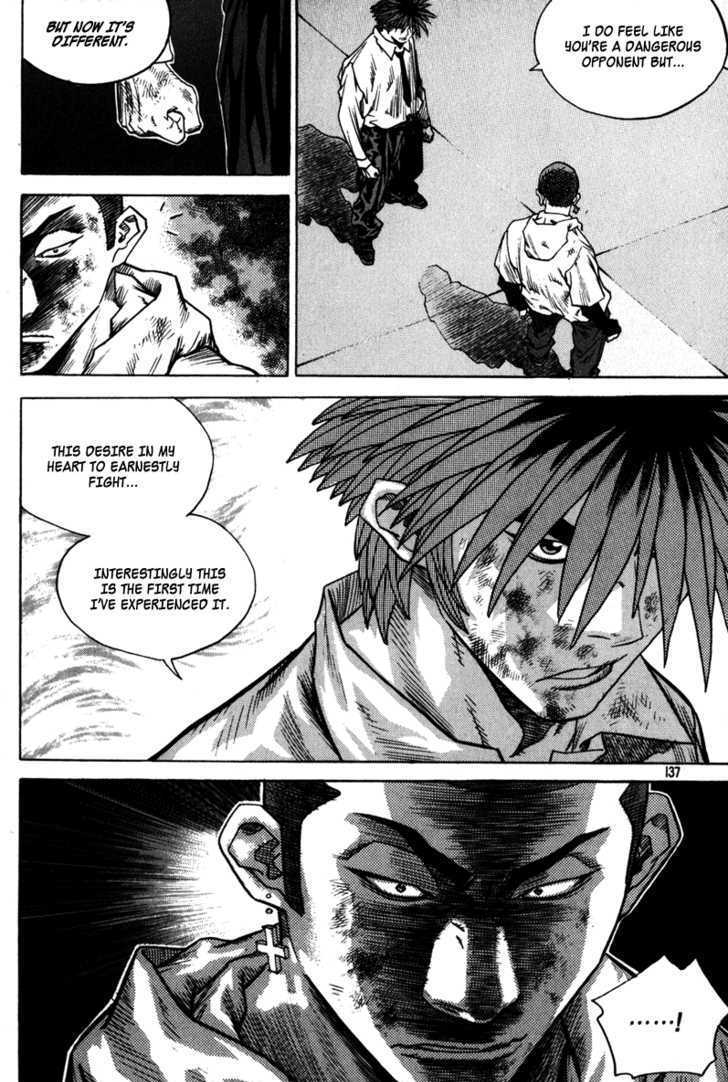 BUT NOW IT'S
DIFFERENT.
I DO FEEL LIKE
YOU'RE A DANGEROUS
OPPONENT BUT...
THIS DESIRE IN MY
HEART TO EARNESTLY
FIGHT...
INTERESTINGLY THIS
IS THE FIRST TIME
I'VE EXPERIENCED IT.
137
......!